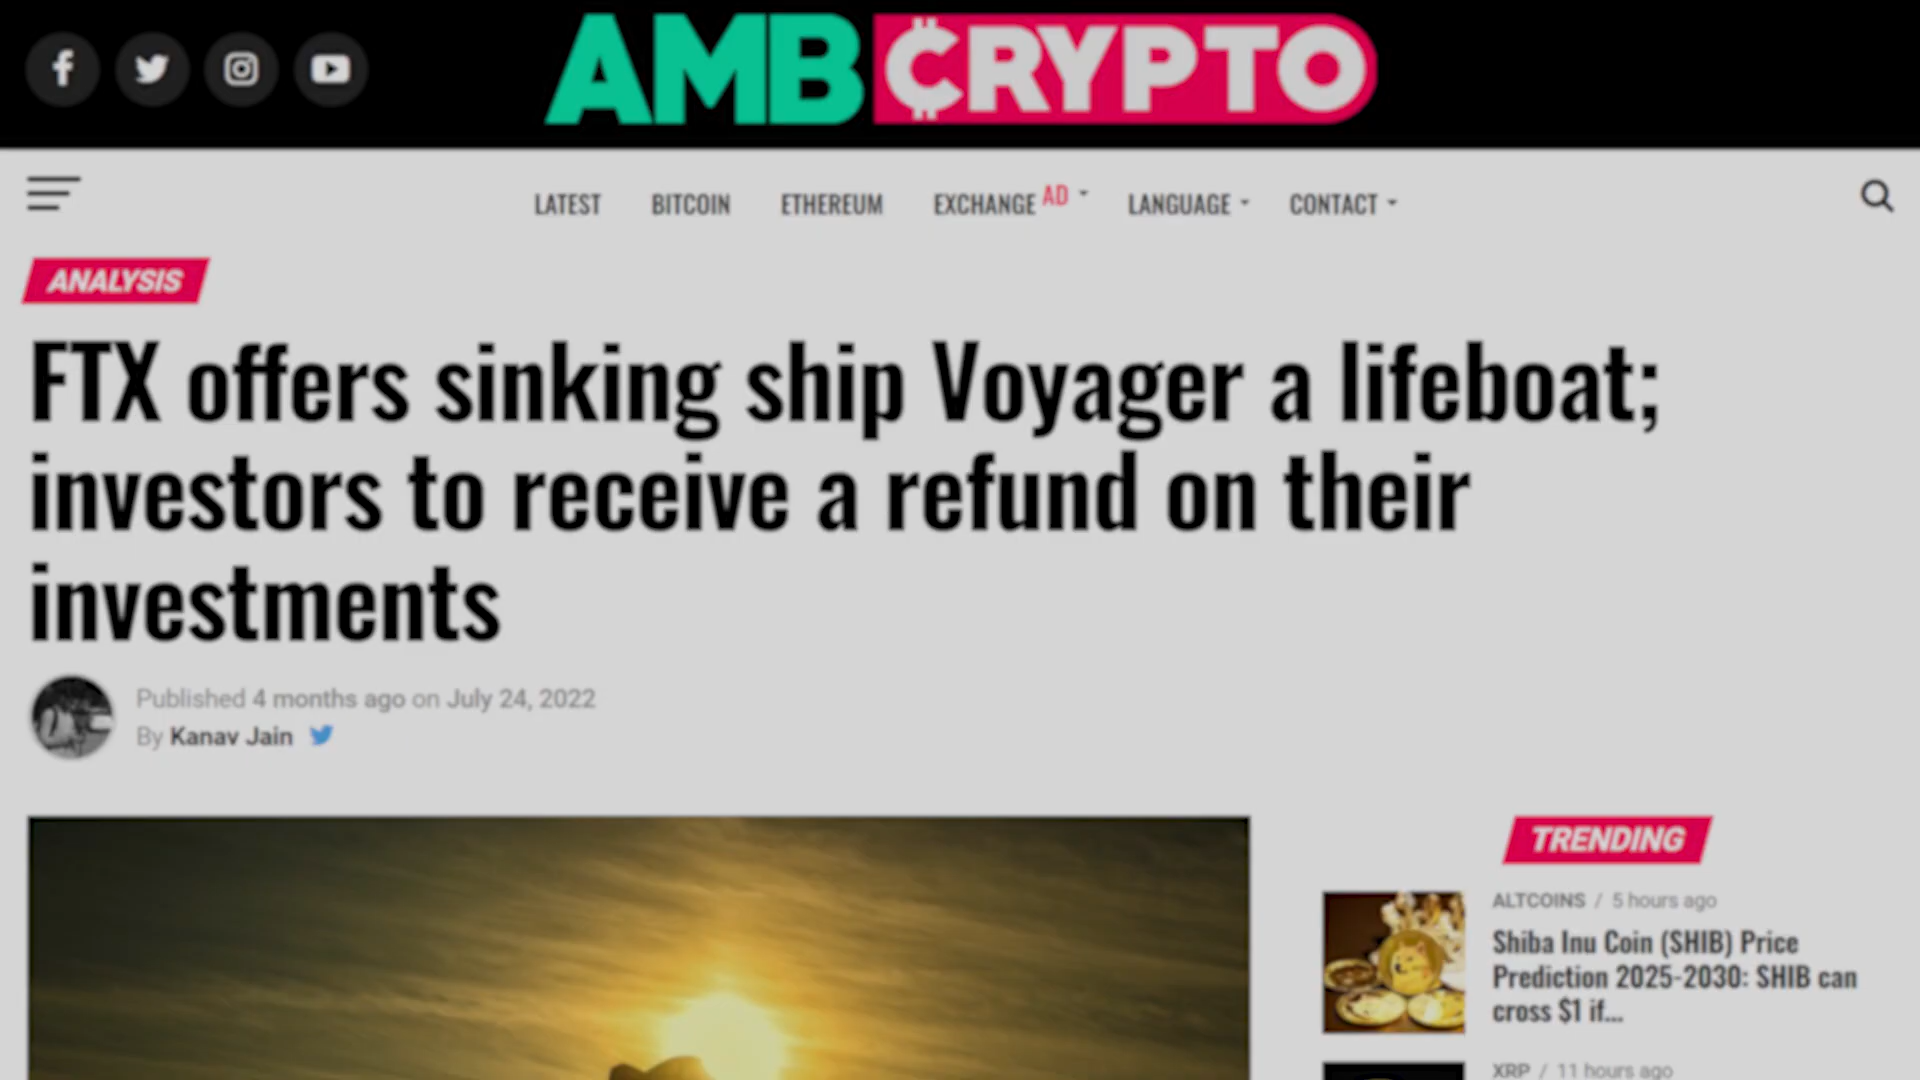 AMBCRYPTO
LATEST BITCOIN ETHEREUM EXCHANGE AD LANGUAGE CONTACT
ANALYSIS
FTX offers sinking ship Voyager a lifeboat;
investors to receive a refund on their
investments
Published 4 months ago on July 24, 2022
By Kanav Jain
TRENDING
ALTCOINS / 5 hours ago
Shiba Inu Coin (SHIB) Price
Prediction 2025-2030: SHIB can
cross $1 if...
XRP / 11 hours ago